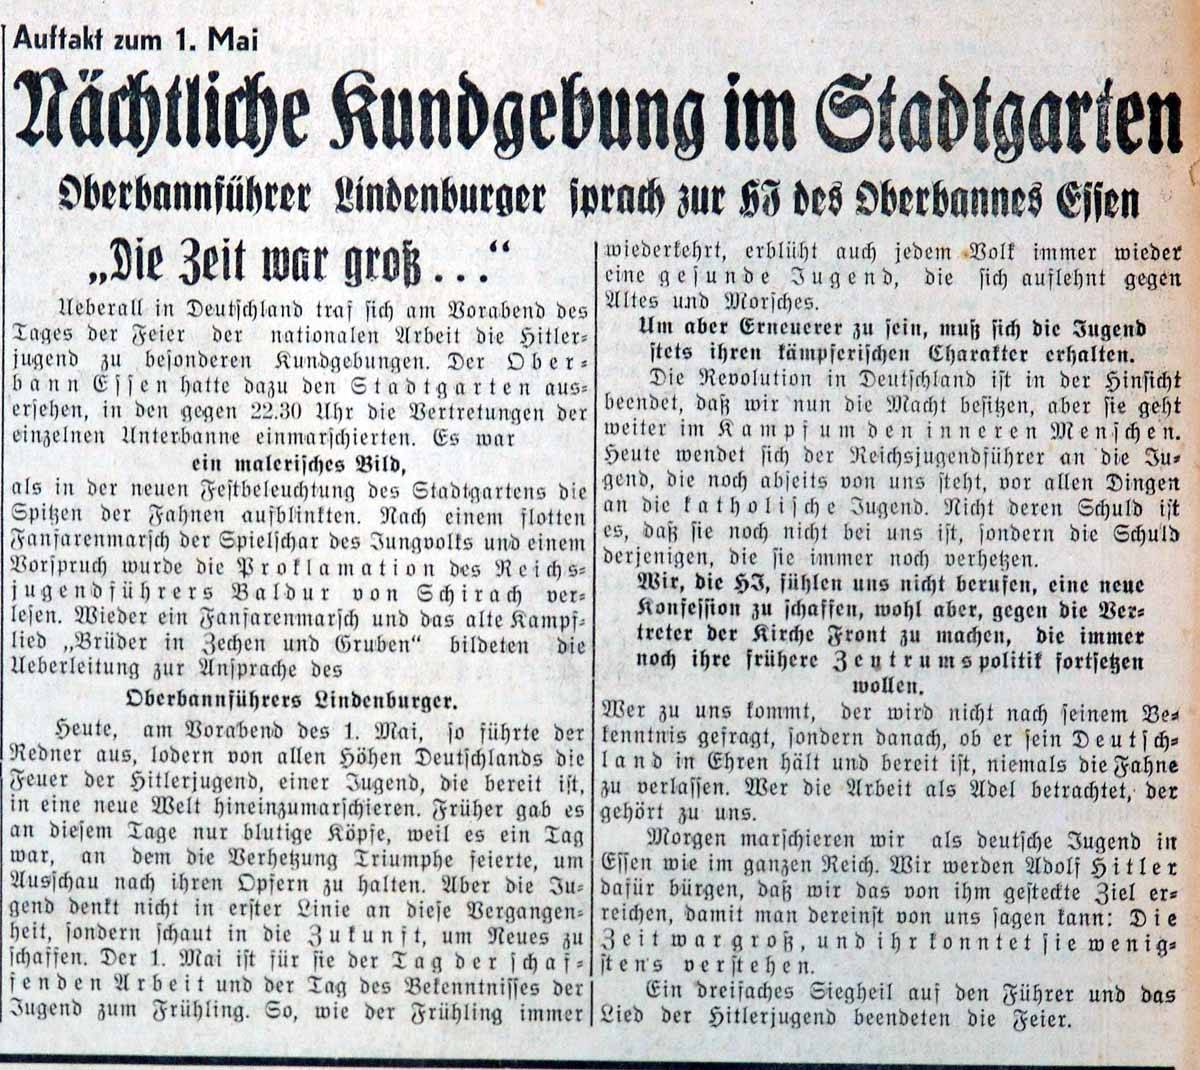 Auftakt zum 1. Mai
Nächtliche Kundgebung im Stadtgarten
Oberbannführer Lindenburger sprach zur HJ des Oberbannes Essen
„Die Zeit war groß . . .“
Ueberall in Deutschland traf sich am Vorabend des
Tages der Feier der nationalen Arbeit die Hitler-
jugend zu besonderen Kundgebungen. Der Ober-
bann Essen hatte dazu den Stadtgarten aus-
ersehen, in den gegen 22.30 Uhr die Vertretungen der
einzelnen Unterbanne einmarschierten. Es war
ein malerisches Bild,
als in der neuen Festbeleuchtung des Stadtgartens die
Spitzen der Fahnen aufblinkten. Nach einem flotten
Fanfarenmarsch der Spielschar des Jungvolks und einem
Vorspruch wurde die Proklamation des Reichs-
jugendführers Baldur von Schirach ver-
lesen. Wieder ein Fanfarenmarsch und das alte Kampf-
lied „Brüder in Zechen und Gruben“ bildeten die
Ueberleitung zur Ansprache des
Oberbannführers Lindenburger.
Heute, am Vorabend des 1. Mai, so führte der
Redner aus, lodern von allen Höhen Deutschlands die
Feuer der Hitlerjugend, einer Jugend, die bereit ist,
in eine neue Welt hineinzumarschieren. Früher gab es
an diesem Tage nur blutige Köpfe, weil es ein Tag
war, an dem die Verhetzung Triumphe feierte, um
Ausschau nach ihren Opfern zu halten. Aber die Ju-
gend denkt nicht in erster Linie an diese Vergangen-
heit, sondern schaut in die Zukunft, um Neues zu
schaffen. Der 1. Mai ist für sie der Tag der schaf-
fenden Arbeit und der Tag des Bekenntnisses der
Jugend zum Frühling. So, wie der Frühling immer
wiederkehrt, erblüht auch jedem Volk immer wieder
eine gesunde Jugend, die sich auflehnt gegen
Altes und Morsches.
Um aber Erneuerer zu sein, muß sich die Jugend
stets ihren kämpferischen Charakter erhalten.
Die Revolution in Deutschland ist in der Hinsicht
beendet, daß wir nun die Macht besitzen, aber sie geht
weiter im Kampf um den inneren Menschen.
Heute wendet sich der Reichsjugendführer an die Ju-
gend, die noch abseits von uns steht, vor allen Dingen
an die katholische Jugend. Nicht deren Schuld ist
es, daß sie noch nicht bei uns ist, sondern die Schuld
derjenigen, die sie immer noch verhetzen.
Wir, die HJ, fühlen uns nicht berufen, eine neue
Konfession zu schaffen, wohl aber, gegen die Ver-
treter der Kirche Front zu machen, die immer
noch ihre frühere Zentrumspolitik fortsetzen
wollen.
Wer zu uns kommt, der wird nicht nach seinem Be-
kenntnis gefragt, sondern danach, ob er sein Deutsch-
land in Ehren hält und bereit ist, niemals die Fahne
zu verlassen. Wer die Arbeit als Adel betrachtet, der
gehört zu uns.
Morgen marschieren wir als deutsche Jugend in
Essen wie im ganzen Reich. Wir werden Adolf Hitler
dafür bürgen, daß wir das von ihm gesteckte Ziel er-
reichen, damit man dereinst von uns sagen kann: Die
Zeit war groß, und ihr konntet sie wenig-
stens verstehen.
Ein dreifaches Siegheil auf den Führer und das
Lied der Hitlerjugend beendeten die Feier.